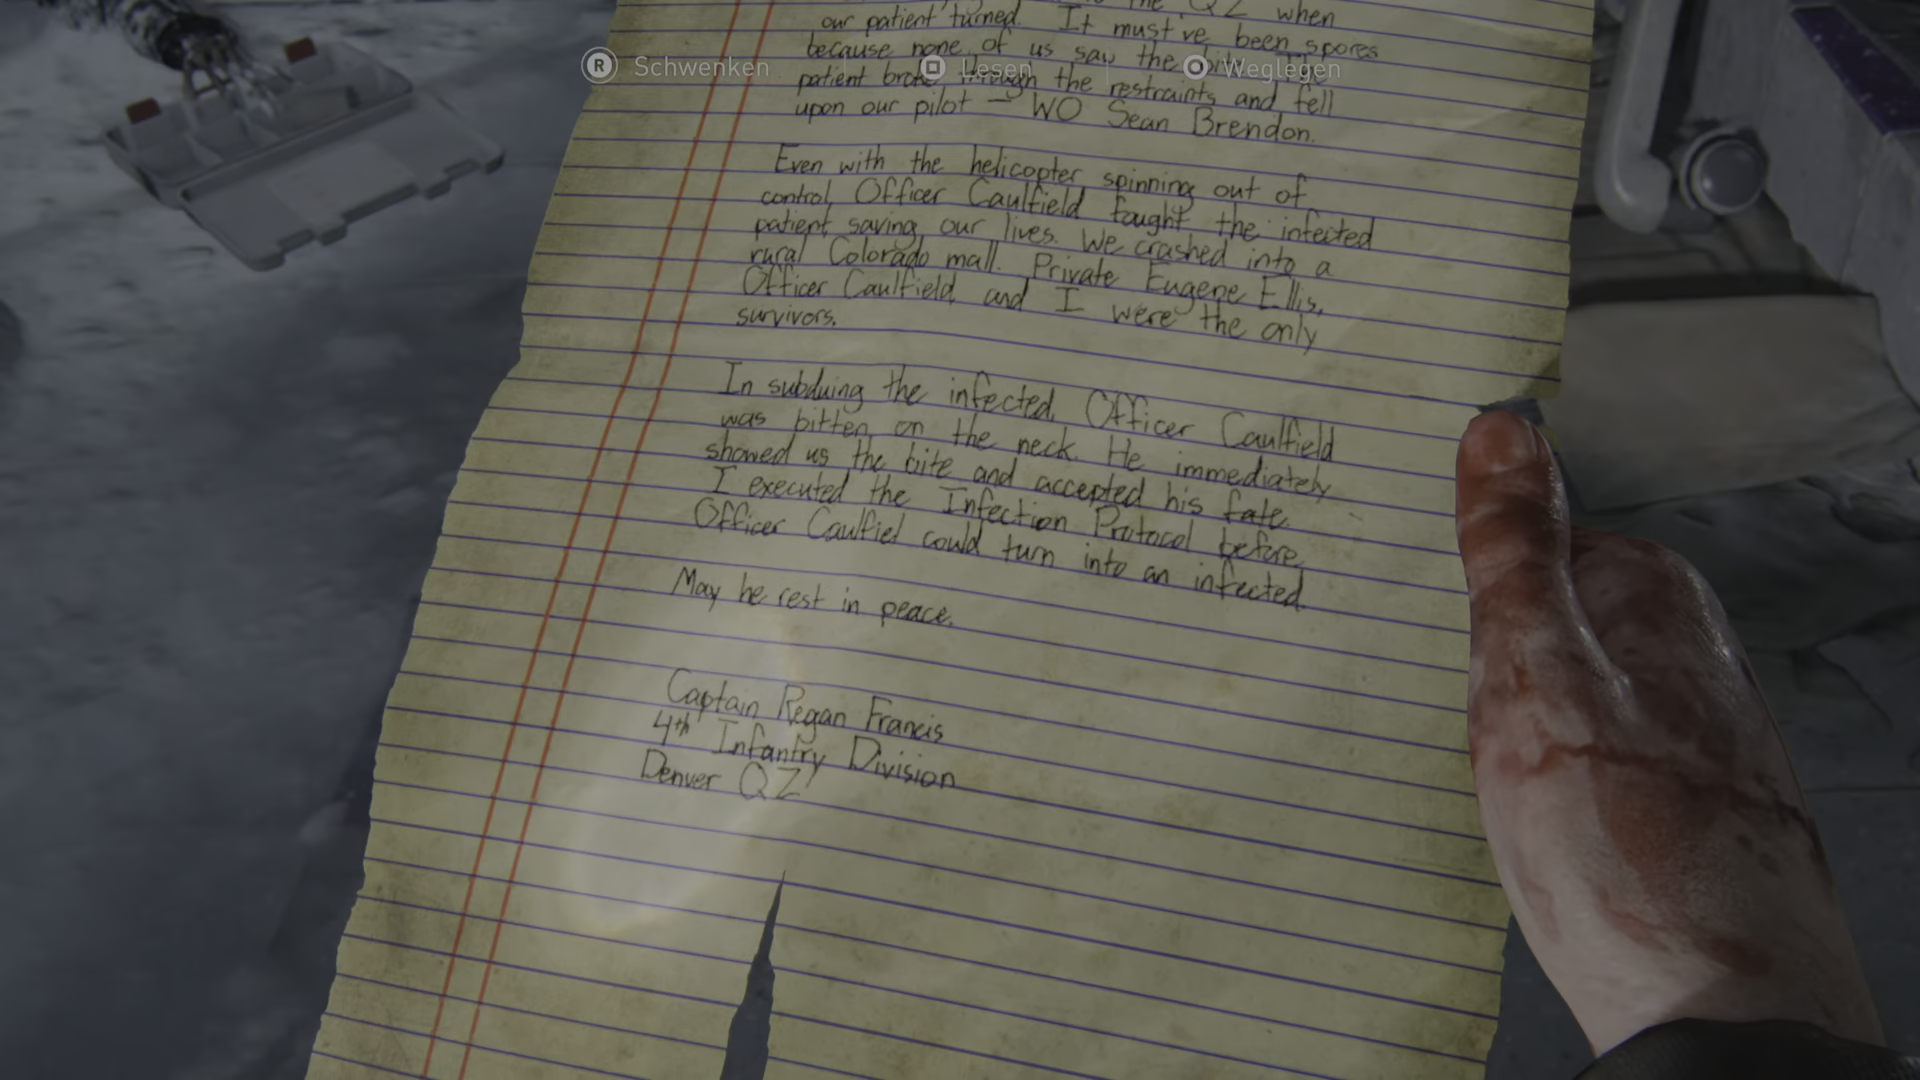 the QZ when
our patient turned. It must've been spores
because none of us saw the
Ⓡ Schwenken Lesen Weglegen
patient broke through the restraints and fell
upon our pilot – WO Sean Brendon.
Even with the helicopter spinning out of
control, Officer Caulfield fought the infected
patient saving our lives. We crashed into a
rural Colorado mall. Private Eugene Ellis,
Officer Caulfield, and I were the only
survivors.
In subduing the infected, Officer Caulfield
was bitten on the neck. He immediately
showed us the bite and accepted his fate.
I executed the Infection Protocol before
Officer Caulfiel could turn into an infected.
May he rest in peace.
Captain Regan Francis
4th Infantry Division
Denver QZ